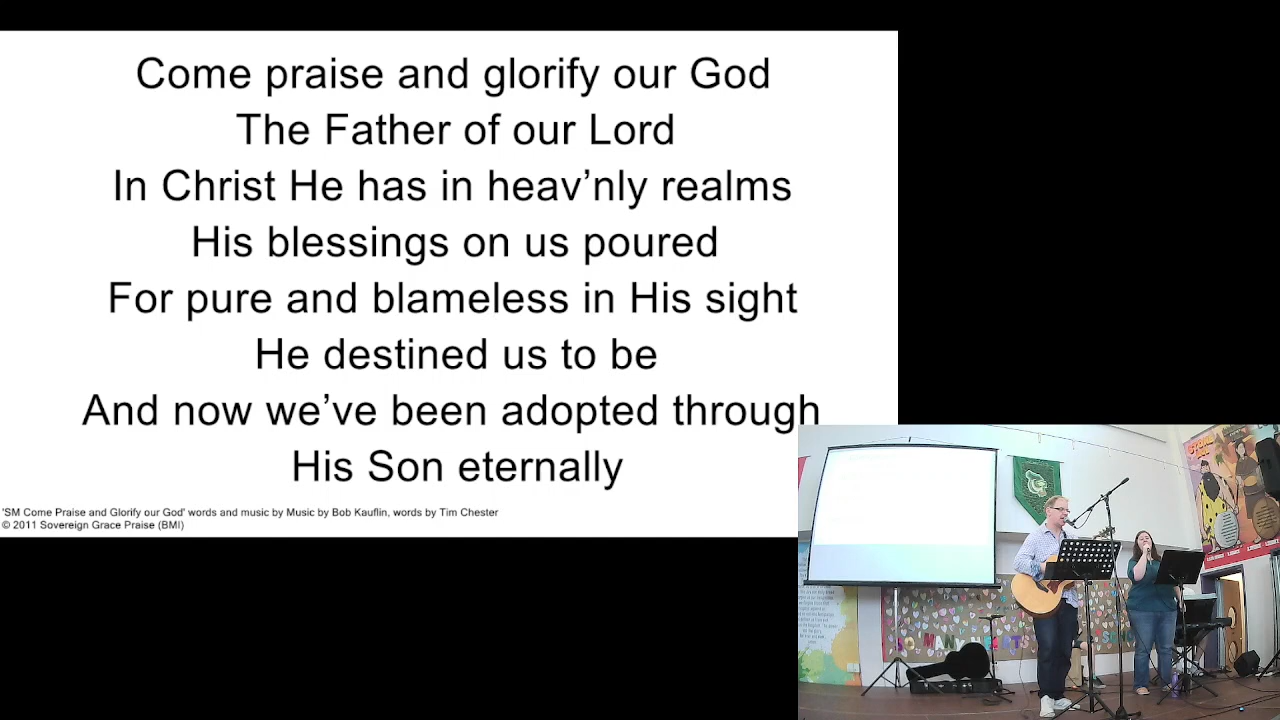 Come praise and glorify our God
The Father of our Lord
In Christ He has in heav’nly realms
His blessings on us poured
For pure and blameless in His sight
He destined us to be
And now we’ve been adopted through
His Son eternally
'SM Come Praise and Glorify our God' words and music by Music by Bob Kauflin, words by Tim Chester
© 2011 Sovereign Grace Praise (BMI)